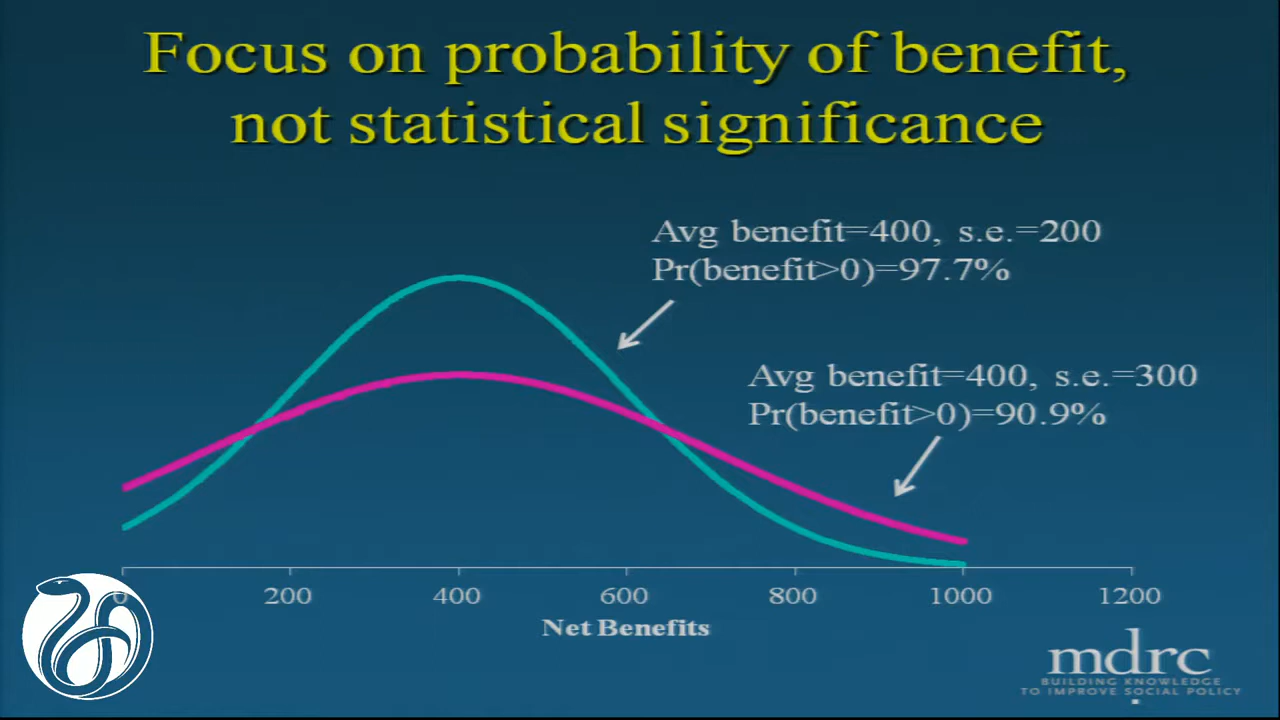 Focus on probability of benefit,
not statistical significance
Avg benefit=400, s.e.=200
Pr(benefit>0)=97.7%
Avg benefit=400, s.e.=300
Pr(benefit>0)=90.9%
0 200 400 600 800 1000 1200
Net Benefits
mdrc
BUILDING KNOWLEDGE
TO IMPROVE SOCIAL POLICY